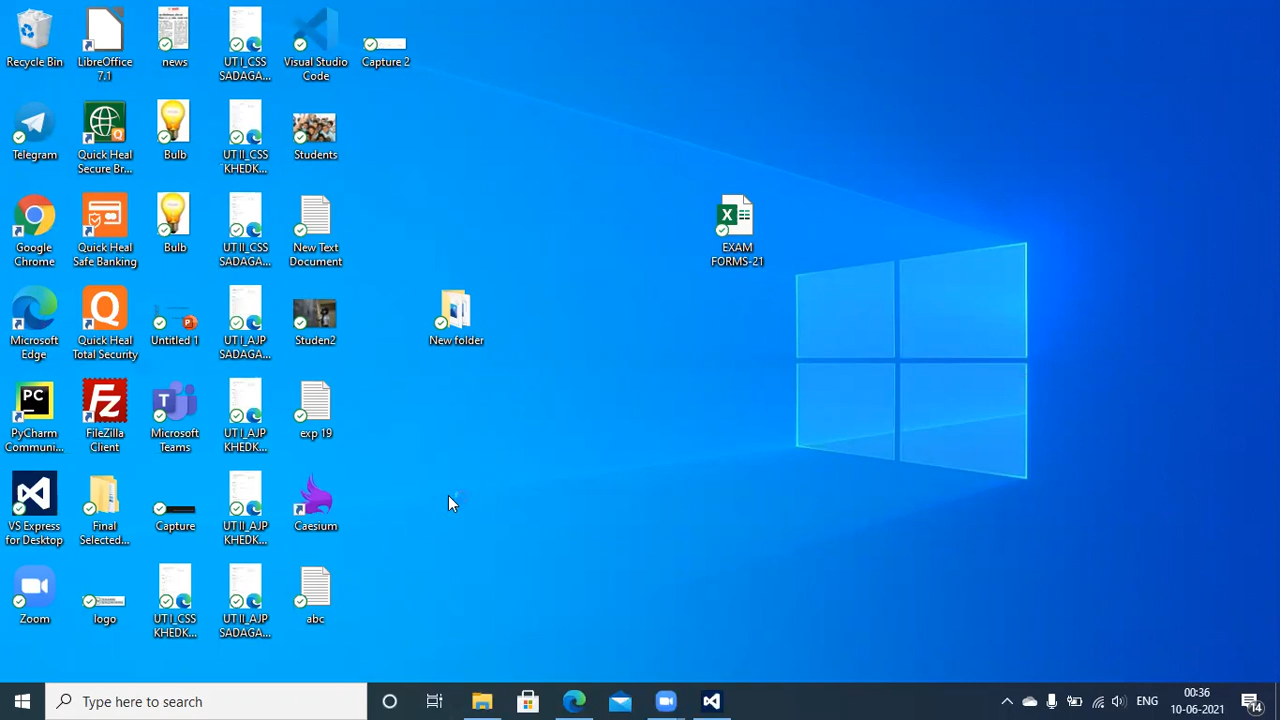 Recycle Bin
LibreOffice
7.1
news
UT I_CSS
SADAGA...
Visual Studio
Code
Capture 2
Telegram
Quick Heal
Secure Br...
Bulb
UT II_CSS
KHEDK...
Students
Google
Chrome
Quick Heal
Safe Banking
Bulb
UT II_CSS
SADAGA...
New Text
Document
EXAM
FORMS-21
Microsoft
Edge
Quick Heal
Total Security
Untitled 1
UT I_AJP
SADAGA...
Studen2
New folder
PyCharm
Communi...
FileZilla
Client
Microsoft
Teams
UT I_AJP
KHEDK...
exp 19
VS Express
for Desktop
Final
Selected...
Capture
UT II_AJP
KHEDK...
Caesium
Zoom
logo
UT I_CSS
KHEDK...
UT II_AJP
SADAGA...
abc
Type here to search
ENG
00:36
10-06-2021
14